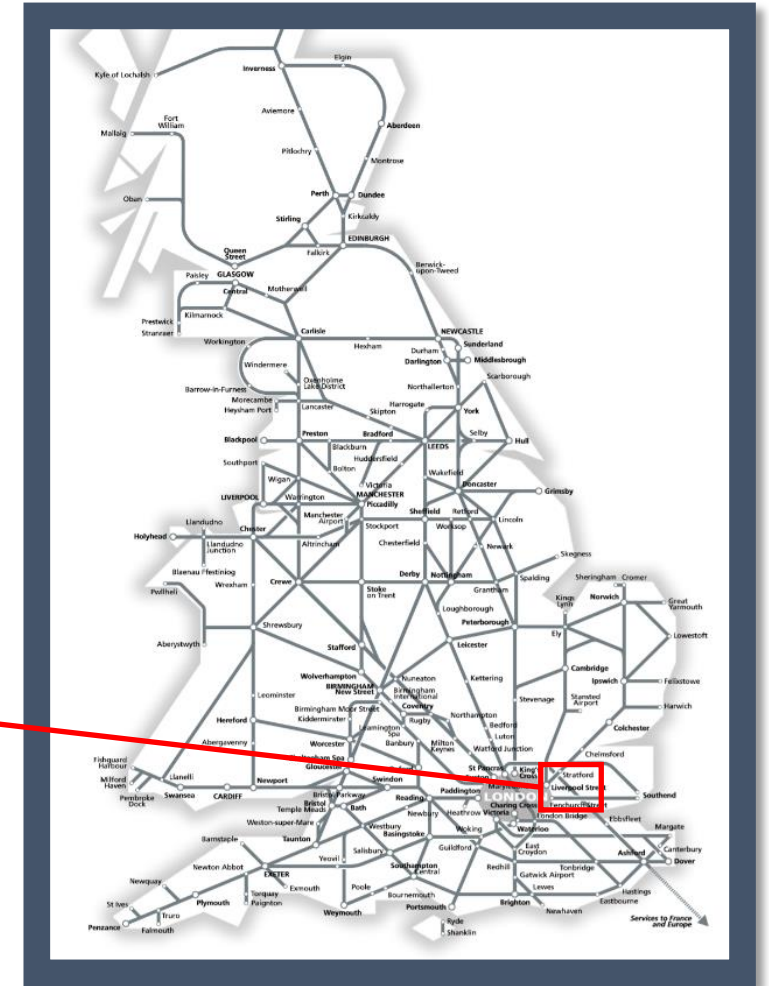 Elgin
Inverness
Kyle of Lochalsh
Aviemore
Fort
William
Mallaig
Aberdeen
Pitlochry
Montrose
Oban
Perth
Dundee
Stirling
Kirkcaldy
EDINBURGH
Queen
Street
Falkirk
Berwick-
upon-Tweed
Paisley
GLASGOW
Central
Motherwell
Prestwick
Kilmarnock
Stranraer
Carlisle
NEWCASTLE
Workington
Hexham
Sunderland
Durham
Darlington
Middlesbrough
Windermere
Scarborough
Oxenholme
Lake District
Barrow-in-Furness
Northallerton
Morecambe
Heysham Port
Lancaster
Harrogate
York
Skipton
Blackpool
Preston
Bradford
Selby
Hull
Blackburn
LEEDS
Southport
Huddersfield
Bolton
Wakefield
Wigan
Victoria
Doncaster
LIVERPOOL
Warrington
MANCHESTER
Piccadilly
Grimsby
Manchester
Airport
Sheffield
Retford
Llandudno
Chester
Stockport
Worksop
Lincoln
Holyhead
Llandudno
Junction
Altrincham
Chesterfield
Newark
Skegness
Blaenau Ffestiniog
Wrexham
Crewe
Derby
Nottingham
Spalding
Sheringham
Cromer
Pwllheli
Stoke
on Trent
Grantham
Kings
Lynn
Norwich
Great
Yarmouth
Loughborough
Aberystwyth
Shrewsbury
Peterborough
Ely
Lowestoft
Stafford
Leicester
Wolverhampton
Nuneaton
Cambridge
BIRMINGHAM
New Street
Birmingham
International
Kettering
Ipswich
Felixstowe
Leominster
Birmingham Moor Street
Coventry
Stevenage
Stansted
Airport
Harwich
Hereford
Kidderminster
Rugby
Northampton
Leamington
Spa
Bedford
Colchester
Abergavenny
Worcester
Banbury
Milton
Keynes
Luton
Watford Junction
Chelmsford
Fishguard
Harbour
Cheltenham Spa
Gloucester
St Pancras
King's
Cross
Stratford
Milford
Haven
Llanelli
Newport
Swindon
Paddington
Liverpool Street
Southend
Pembroke
Dock
Swansea
CARDIFF
Bristol Parkway
Reading
LONDON
Fenchurch Street
Bristol
Temple Meads
Bath
Newbury
Heathrow
Victoria
Charing Cross
London Bridge
Ebbsfleet
Weston-super-Mare
Westbury
Basingstoke
Woking
Waterloo
Margate
Barnstaple
Taunton
Guildford
East
Croydon
Canterbury
Yeovil
Salisbury
Ashford
Dover
Newton Abbot
EXETER
Southampton
Central
Redhill
Tonbridge
Gatwick Airport
Newquay
Exmouth
Poole
Lewes
Hastings
St Ives
Torquay
Paignton
Bournemouth
Eastbourne
Truro
Plymouth
Weymouth
Portsmouth
Brighton
Newhaven
Penzance
Falmouth
Ryde
Shanklin
Services to France
and Europe